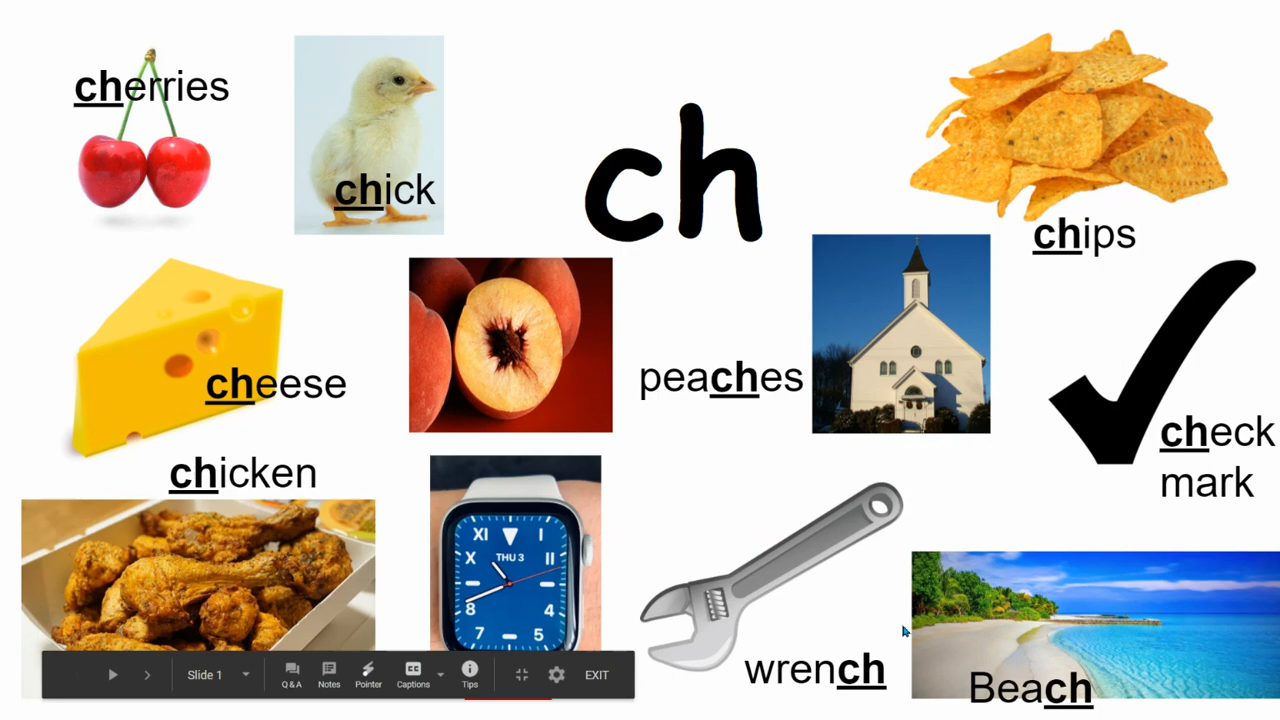 cherries
chick
ch
chips
cheese
peaches
check
mark
chicken
XI I
X THU 3 II
8 4
7 5
wrench
Beach
Slide 1
Q & A
Notes
Pointer
CC
Captions
Tips
EXIT